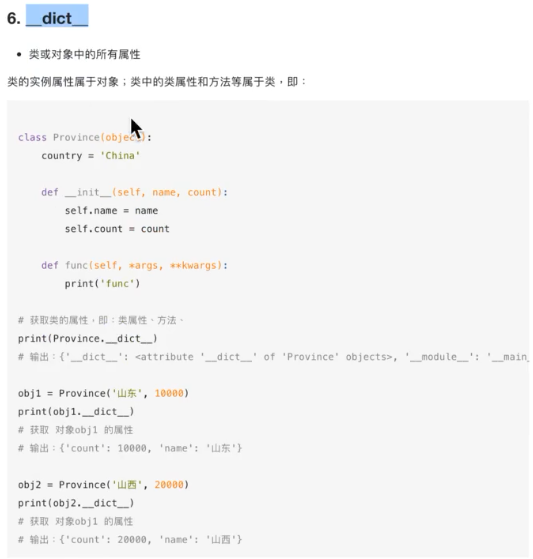 6. __dict__
• 类或对象中的所有属性
类的实例属性属于对象；类中的类属性和方法等属于类，即：
class Province(object):
    country = 'China'
    def __init__(self, name, count):
        self.name = name
        self.count = count
    def func(self, *args, **kwargs):
        print('func')
# 获取类的属性，即：类属性、方法、
print(Province.__dict__)
# 输出：{'__dict__': <attribute '__dict__' of 'Province' objects>, '__module__': '__main_
obj1 = Province('山东', 10000)
print(obj1.__dict__)
# 获取 对象obj1 的属性
# 输出：{'count': 10000, 'name': '山东'}
obj2 = Province('山西', 20000)
print(obj2.__dict__)
# 获取 对象obj1 的属性
# 输出：{'count': 20000, 'name': '山西'}